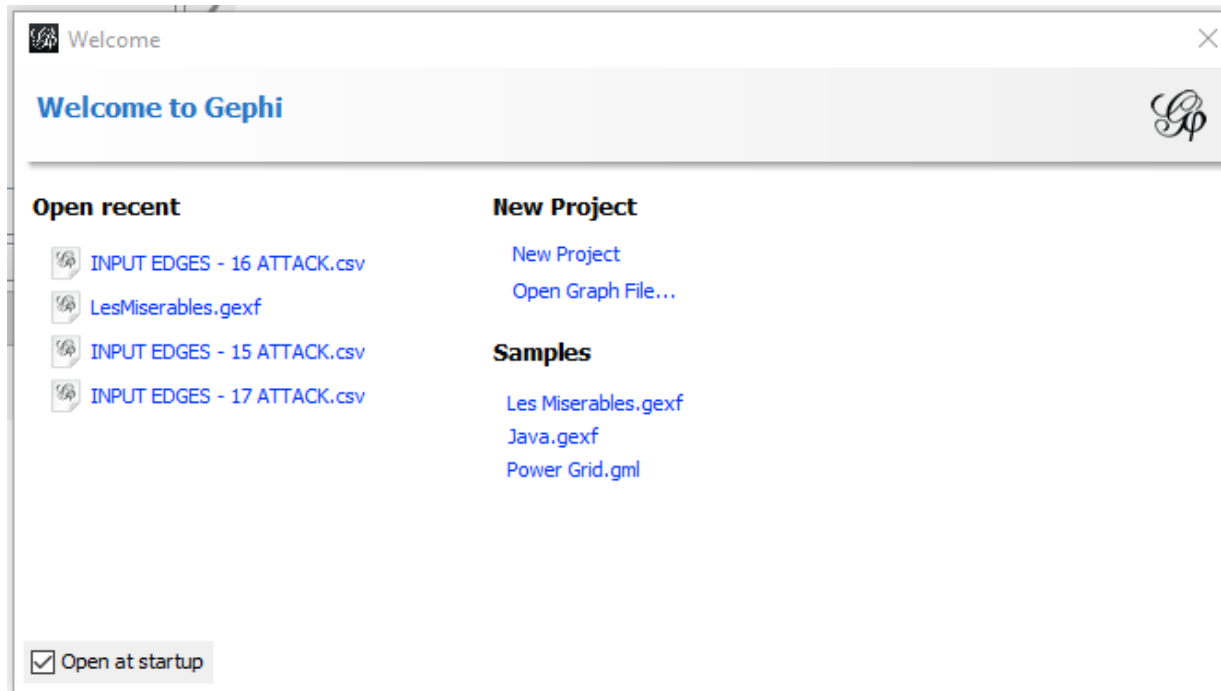 Welcome
Welcome to Gephi
Open recent
INPUT EDGES - 16 ATTACK.csv
LesMiserables.gexf
INPUT EDGES - 15 ATTACK.csv
INPUT EDGES - 17 ATTACK.csv
New Project
New Project
Open Graph File...
Samples
Les Miserables.gexf
Java.gexf
Power Grid.gml
Open at startup